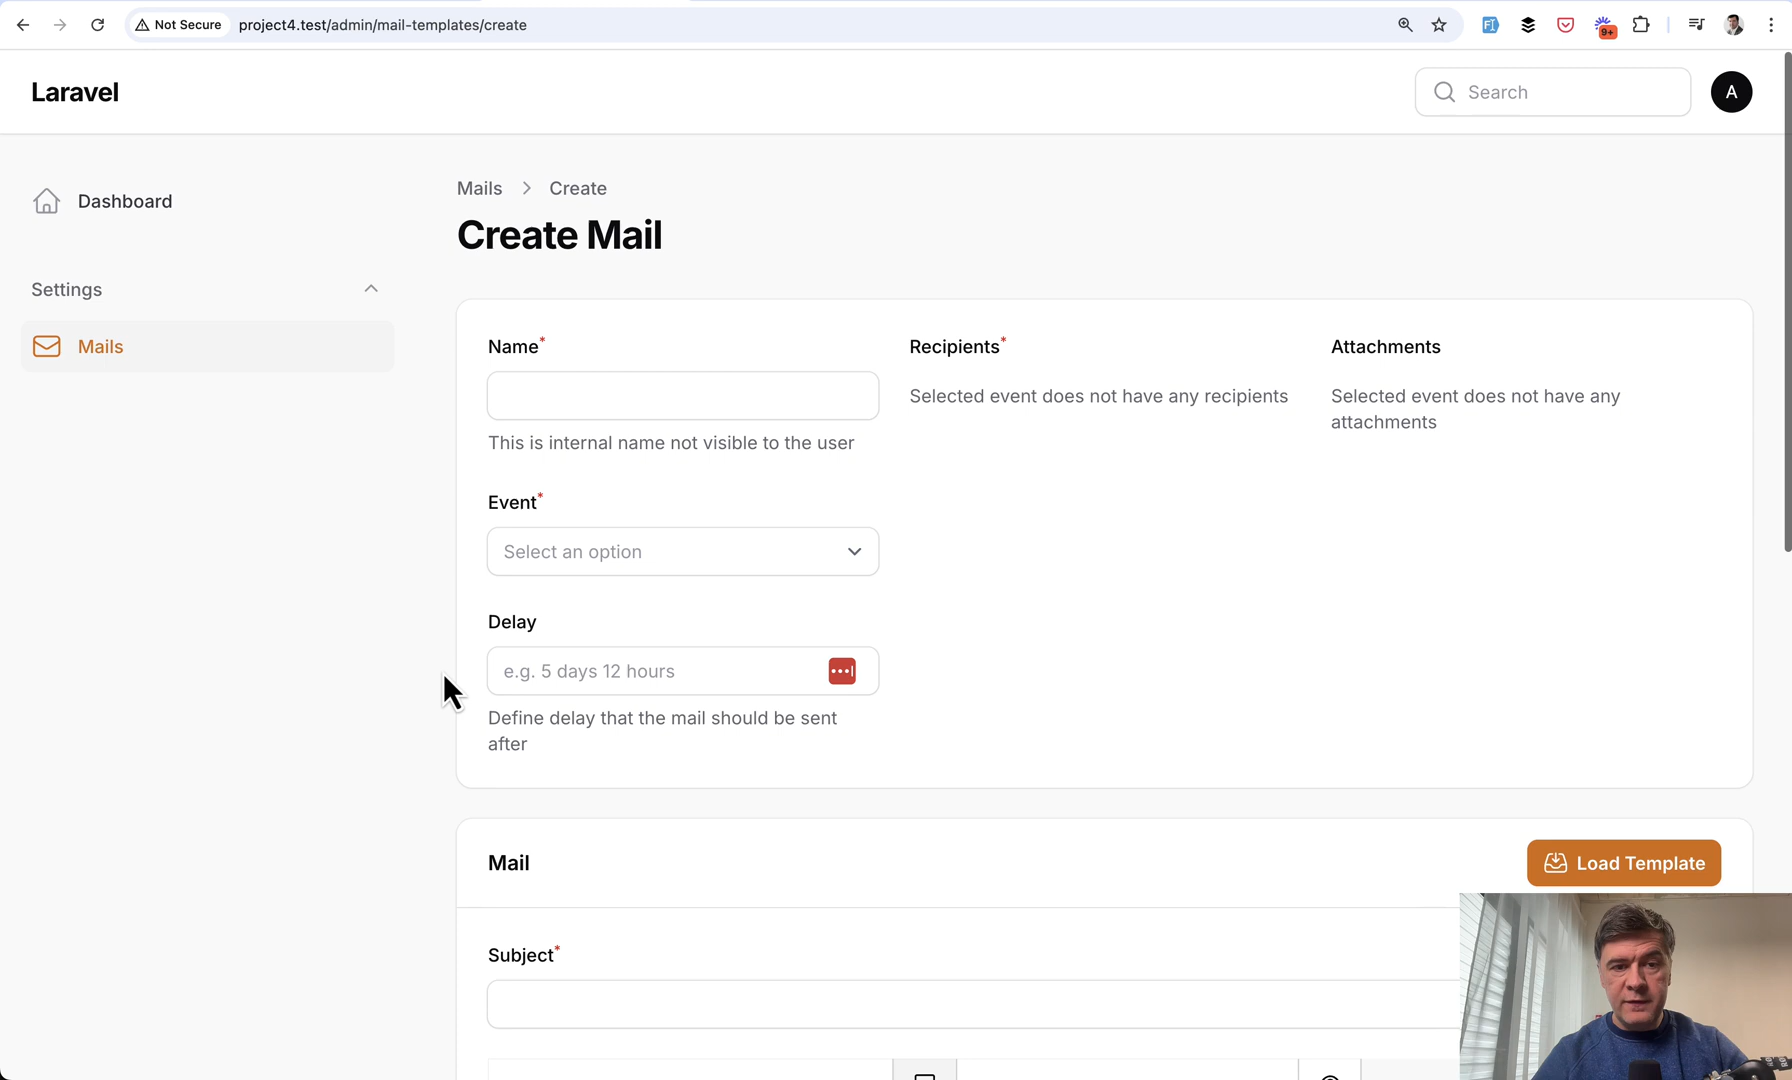 Not Secure
project4.test/admin/mail-templates/create
9+
Laravel
Search
A
Dashboard
Settings
Mails
Mails > Create
Create Mail
Name*
This is internal name not visible to the user
Event*
Select an option
Delay
e.g. 5 days 12 hours
Define delay that the mail should be sent
after
Recipients*
Selected event does not have any recipients
Attachments
Selected event does not have any
attachments
Mail
Load Template
Subject*